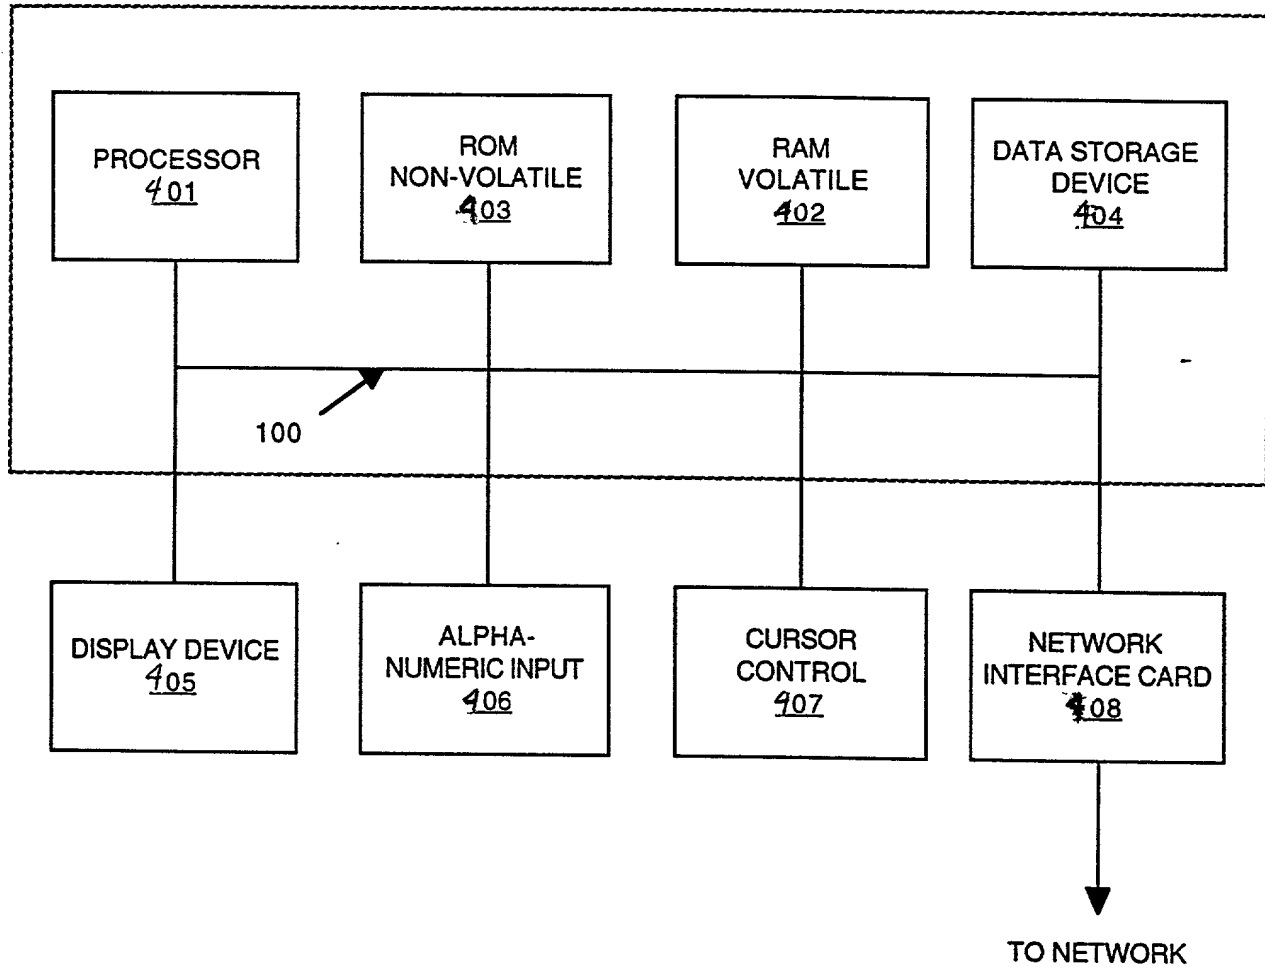 PROCESSOR
401
ROM
NON-VOLATILE
403
RAM
VOLATILE
402
DATA STORAGE
DEVICE
404
100
DISPLAY DEVICE
405
ALPHA-
NUMERIC INPUT
406
CURSOR
CONTROL
407
NETWORK
INTERFACE CARD
408
TO NETWORK